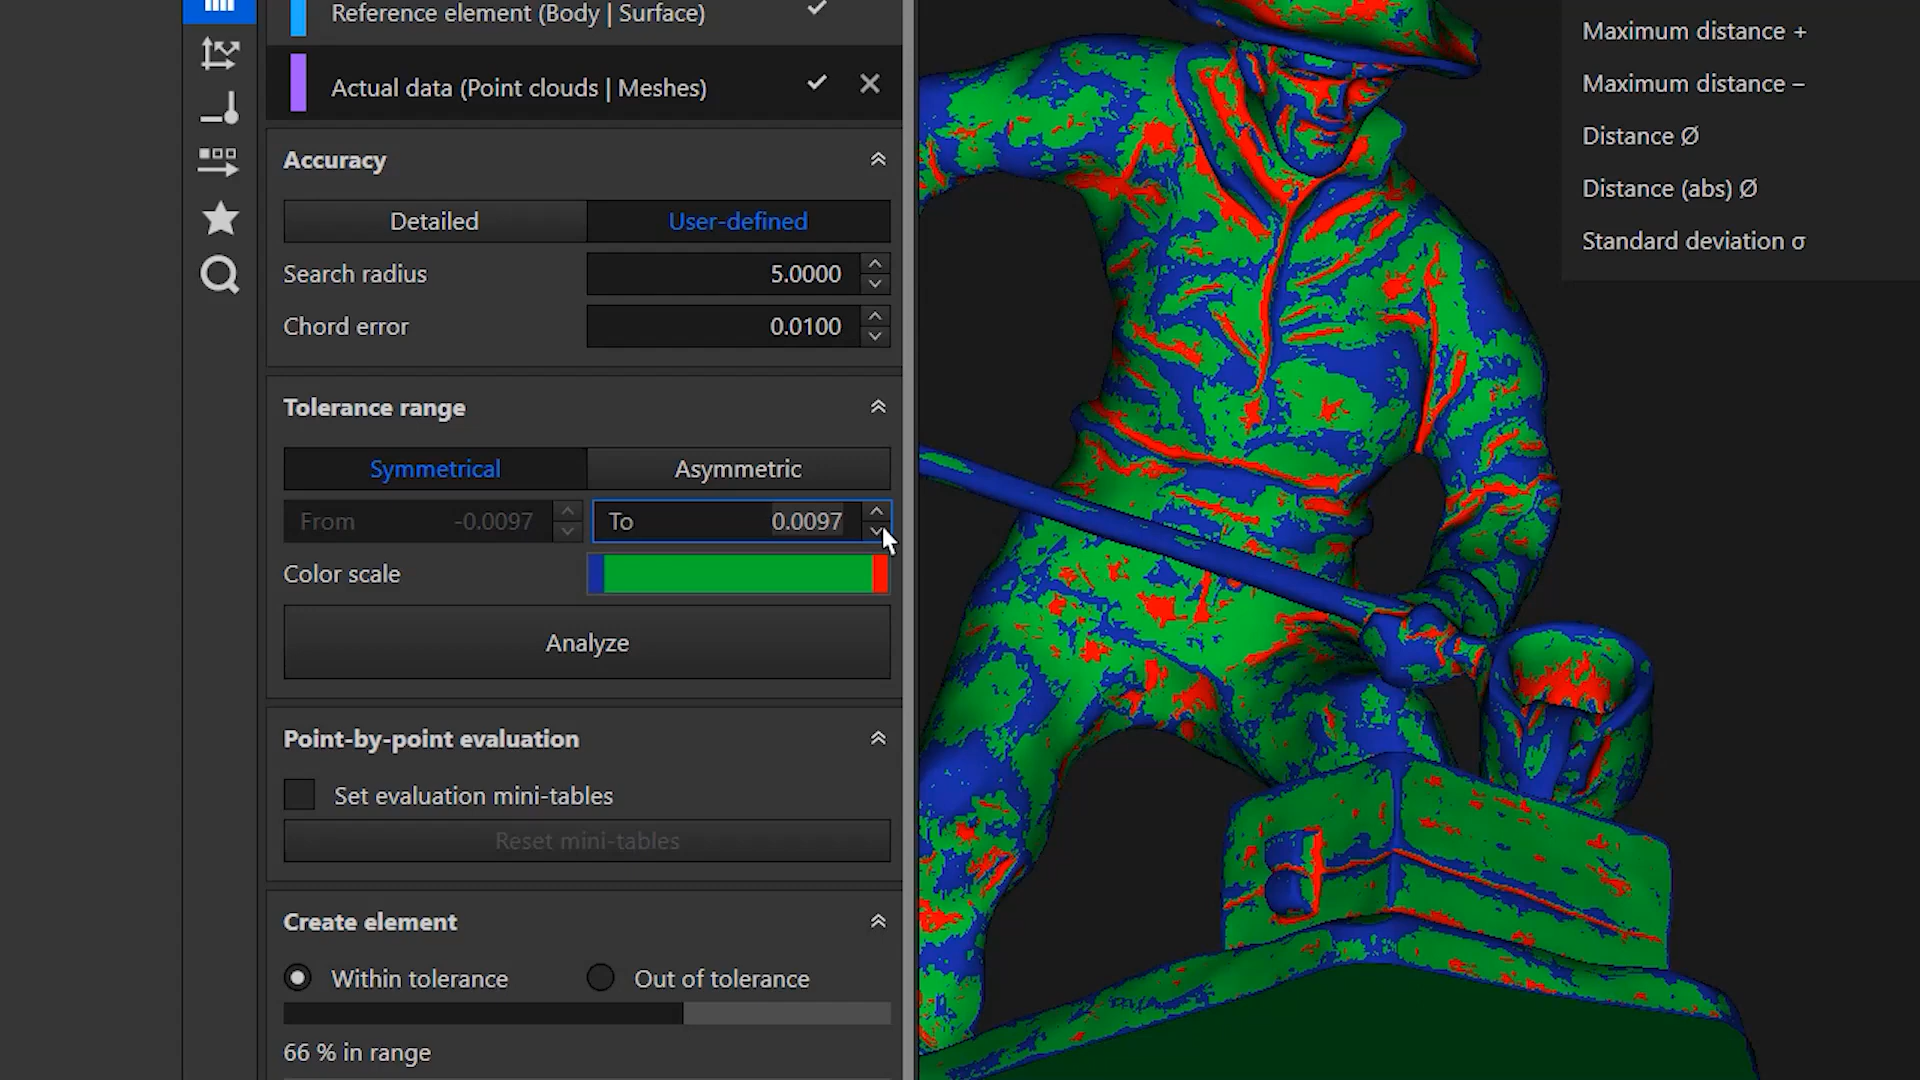 Reference element (Body | Surface)
Actual data (Point clouds | Meshes)
Accuracy
Detailed
User-defined
Search radius
5.0000
Chord error
0.0100
Tolerance range
Symmetrical
Asymmetric
From -0.0097
To 0.0097
Color scale
Analyze
Point-by-point evaluation
Set evaluation mini-tables
Reset mini-tables
Create element
Within tolerance
Out of tolerance
66 % in range
Maximum distance +
Maximum distance –
Distance Ø
Distance (abs) Ø
Standard deviation σ